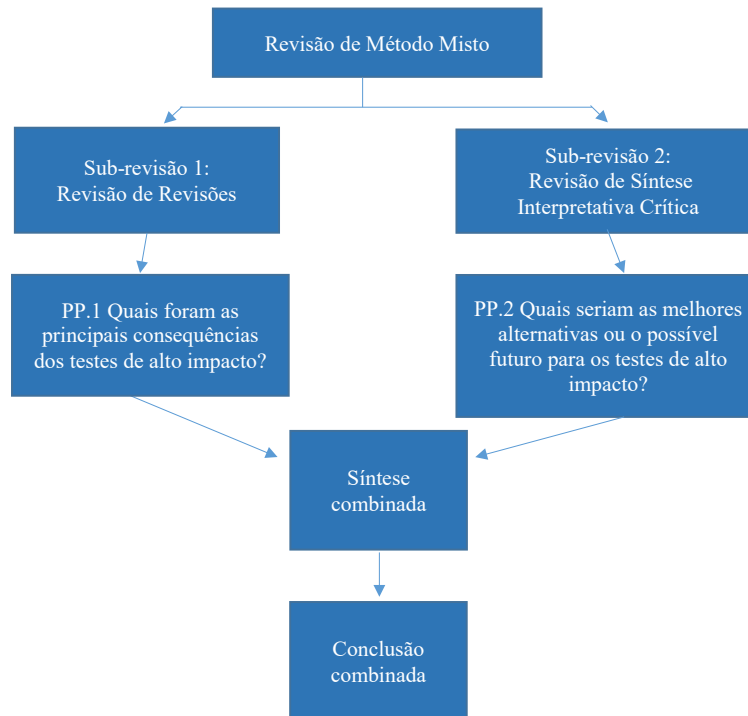 Revisão de Método Misto
Sub-revisão 1:
Revisão de Revisões
Sub-revisão 2:
Revisão de Síntese
Interpretativa Crítica
PP.1 Quais foram as
principais consequências
dos testes de alto impacto?
PP.2 Quais seriam as melhores
alternativas ou o possível
futuro para os testes de alto
impacto?
Síntese
combinada
Conclusão
combinada